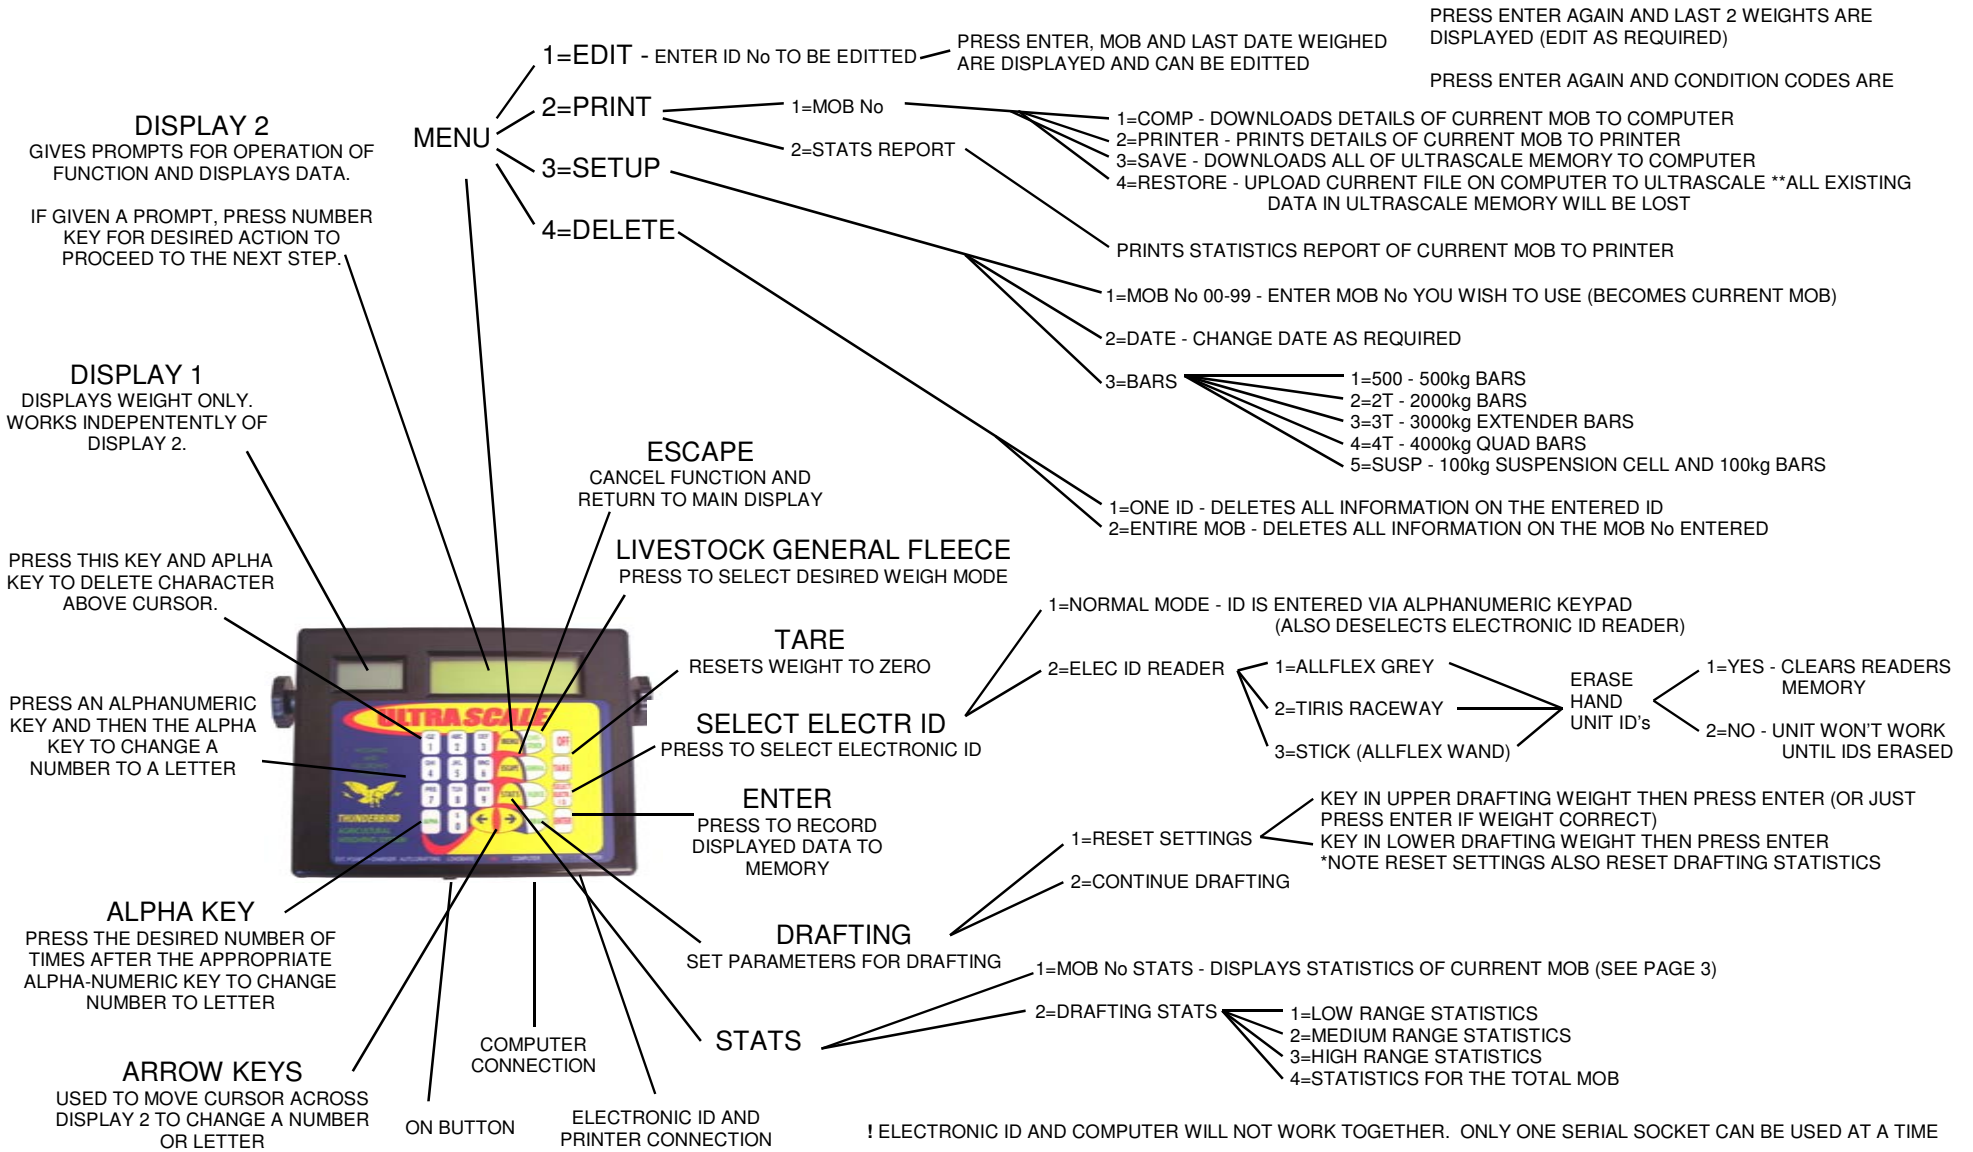 PRESS ENTER AGAIN AND LAST 2 WEIGHTS ARE
DISPLAYED (EDIT AS REQUIRED)
PRESS ENTER AGAIN AND CONDITION CODES ARE
1=EDIT - ENTER ID No TO BE EDITTED
PRESS ENTER, MOB AND LAST DATE WEIGHED
ARE DISPLAYED AND CAN BE EDITTED
MENU
2=PRINT
1=MOB No
1=COMP - DOWNLOADS DETAILS OF CURRENT MOB TO COMPUTER
2=PRINTER - PRINTS DETAILS OF CURRENT MOB TO PRINTER
3=SAVE - DOWNLOADS ALL OF ULTRASCALE MEMORY TO COMPUTER
4=RESTORE - UPLOAD CURRENT FILE ON COMPUTER TO ULTRASCALE **ALL EXISTING
DATA IN ULTRASCALE MEMORY WILL BE LOST
2=STATS REPORT
PRINTS STATISTICS REPORT OF CURRENT MOB TO PRINTER
3=SETUP
1=MOB No 00-99 - ENTER MOB No YOU WISH TO USE (BECOMES CURRENT MOB)
2=DATE - CHANGE DATE AS REQUIRED
3=BARS
1=500 - 500kg BARS
2=2T - 2000kg BARS
3=3T - 3000kg EXTENDER BARS
4=4T - 4000kg QUAD BARS
5=SUSP - 100kg SUSPENSION CELL AND 100kg BARS
4=DELETE
1=ONE ID - DELETES ALL INFORMATION ON THE ENTERED ID
2=ENTIRE MOB - DELETES ALL INFORMATION ON THE MOB No ENTERED
DISPLAY 2
GIVES PROMPTS FOR OPERATION OF
FUNCTION AND DISPLAYS DATA.
IF GIVEN A PROMPT, PRESS NUMBER
KEY FOR DESIRED ACTION TO
PROCEED TO THE NEXT STEP.
DISPLAY 1
DISPLAYS WEIGHT ONLY.
WORKS INDEPENTENTLY OF
DISPLAY 2.
PRESS THIS KEY AND APLHA
KEY TO DELETE CHARACTER
ABOVE CURSOR.
PRESS AN ALPHANUMERIC
KEY AND THEN THE ALPHA
KEY TO CHANGE A
NUMBER TO A LETTER
ALPHA KEY
PRESS THE DESIRED NUMBER OF
TIMES AFTER THE APPROPRIATE
ALPHA-NUMERIC KEY TO CHANGE
NUMBER TO LETTER
ARROW KEYS
USED TO MOVE CURSOR ACROSS
DISPLAY 2 TO CHANGE A NUMBER
OR LETTER
ULTRASCALE
1 2 3 MENU OFF
4 5 6 ESCAPE TARE
7 8 9 STATS
ALPHA 0 ENTER
THUNDERBIRD
AGRICULTURAL
ON BUTTON
COMPUTER
CONNECTION
ELECTRONIC ID AND
PRINTER CONNECTION
ESCAPE
CANCEL FUNCTION AND
RETURN TO MAIN DISPLAY
LIVESTOCK GENERAL FLEECE
PRESS TO SELECT DESIRED WEIGH MODE
TARE
RESETS WEIGHT TO ZERO
SELECT ELECTR ID
PRESS TO SELECT ELECTRONIC ID
1=NORMAL MODE - ID IS ENTERED VIA ALPHANUMERIC KEYPAD
(ALSO DESELECTS ELECTRONIC ID READER)
2=ELEC ID READER
1=ALLFLEX GREY
2=TIRIS RACEWAY
3=STICK (ALLFLEX WAND)
ERASE
HAND
UNIT ID's
1=YES - CLEARS READERS
MEMORY
2=NO - UNIT WON'T WORK
UNTIL IDS ERASED
ENTER
PRESS TO RECORD
DISPLAYED DATA TO
MEMORY
DRAFTING
SET PARAMETERS FOR DRAFTING
1=RESET SETTINGS
KEY IN UPPER DRAFTING WEIGHT THEN PRESS ENTER (OR JUST
PRESS ENTER IF WEIGHT CORRECT)
KEY IN LOWER DRAFTING WEIGHT THEN PRESS ENTER
*NOTE RESET SETTINGS ALSO RESET DRAFTING STATISTICS
2=CONTINUE DRAFTING
STATS
1=MOB No STATS - DISPLAYS STATISTICS OF CURRENT MOB (SEE PAGE 3)
2=DRAFTING STATS
1=LOW RANGE STATISTICS
2=MEDIUM RANGE STATISTICS
3=HIGH RANGE STATISTICS
4=STATISTICS FOR THE TOTAL MOB
! ELECTRONIC ID AND COMPUTER WILL NOT WORK TOGETHER. ONLY ONE SERIAL SOCKET CAN BE USED AT A TIME